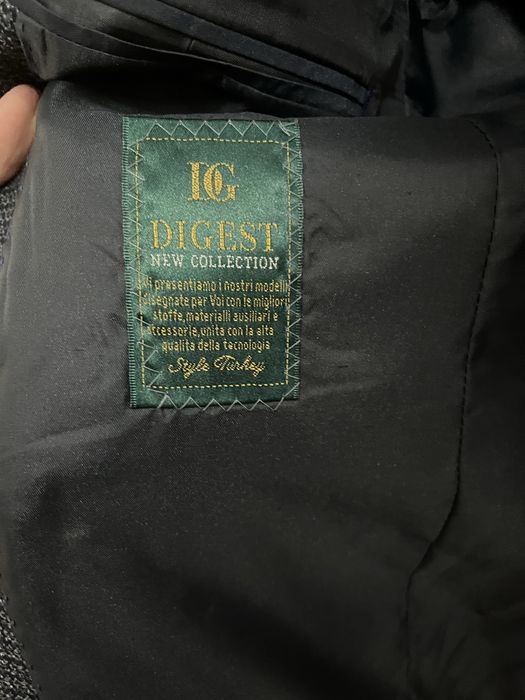 DG
DIGEST
NEW COLLECTION
Vi presentiamo i nostri modelli
disegnate per Voi con le migliori
stoffe, materialli ausiliari e
accessorie, unita con la alta
qualita della tecnologia
Style Turkey